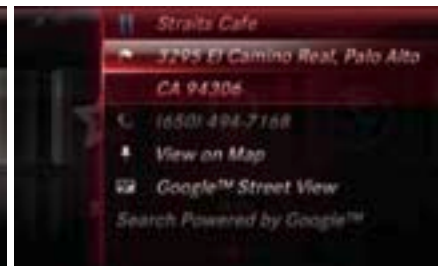 Straits Cafe
3295 El Camino Real, Palo Alto
CA 94306
(650) 494-7168
View on Map
Google™ Street View
Search Powered by Google™